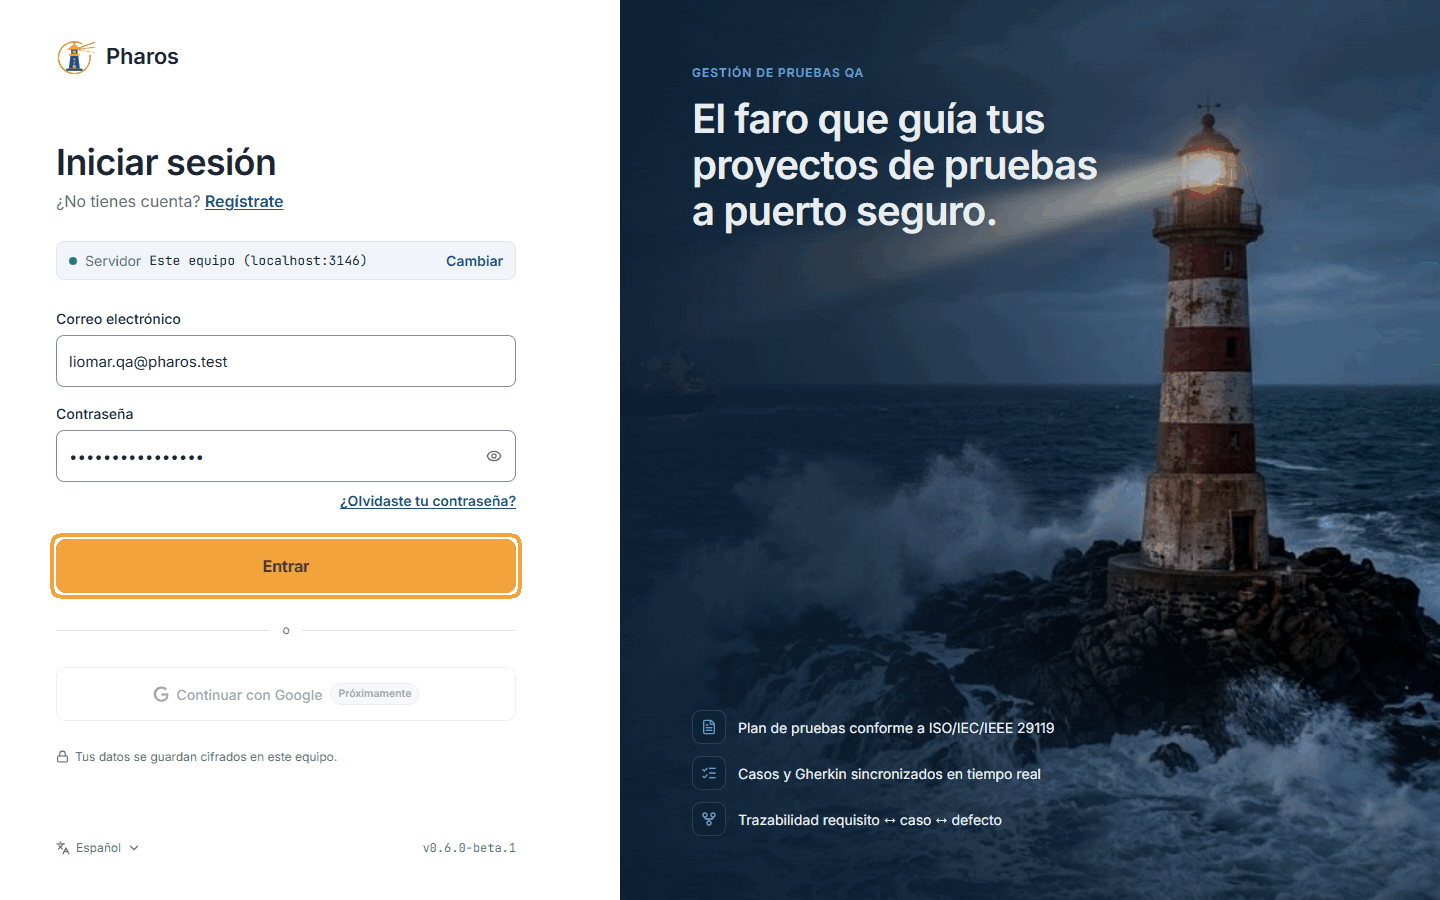 Pharos
Iniciar sesión
¿No tienes cuenta? Regístrate
Servidor Este equipo (localhost:3146) Cambiar
Correo electrónico
liomar.qa@pharos.test
Contraseña
••••••••••••••••
¿Olvidaste tu contraseña?
Entrar
o
Continuar con Google Próximamente
Tus datos se guardan cifrados en este equipo.
Español
v0.6.0-beta.1
GESTIÓN DE PRUEBAS QA
El faro que guía tus
proyectos de pruebas
a puerto seguro.
Plan de pruebas conforme a ISO/IEC/IEEE 29119
Casos y Gherkin sincronizados en tiempo real
Trazabilidad requisito ↔ caso ↔ defecto